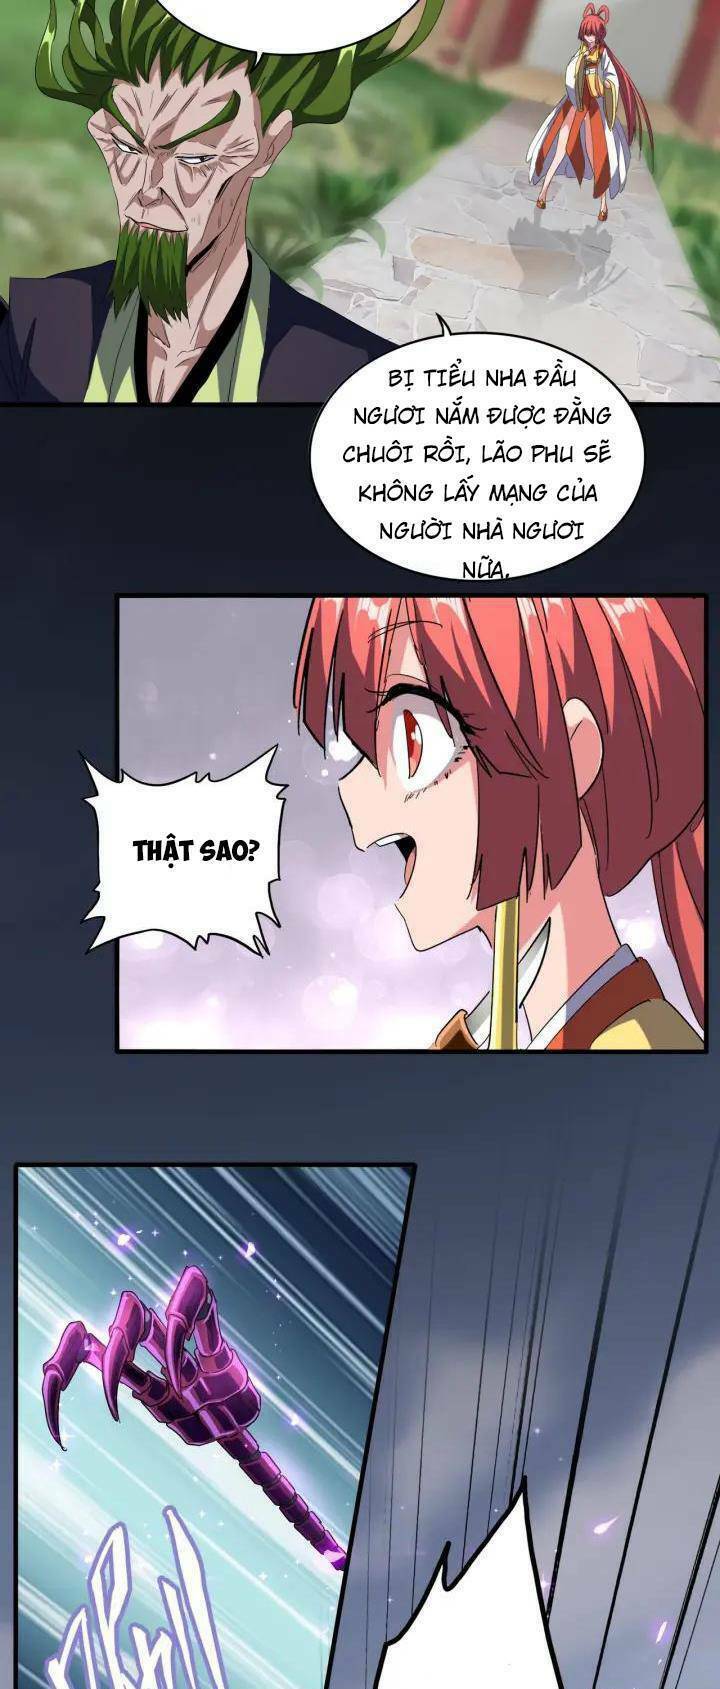 BỊ TIỂU NHA ĐẦU
NGƯƠI NẮM ĐƯỢC ĐẰNG
CHUÔI RỒI, LÃO PHU SẼ
KHÔNG LẤY MẠNG CỦA
NGƯỜI NHÀ NGƯƠI
NỮA.
THẬT SAO?